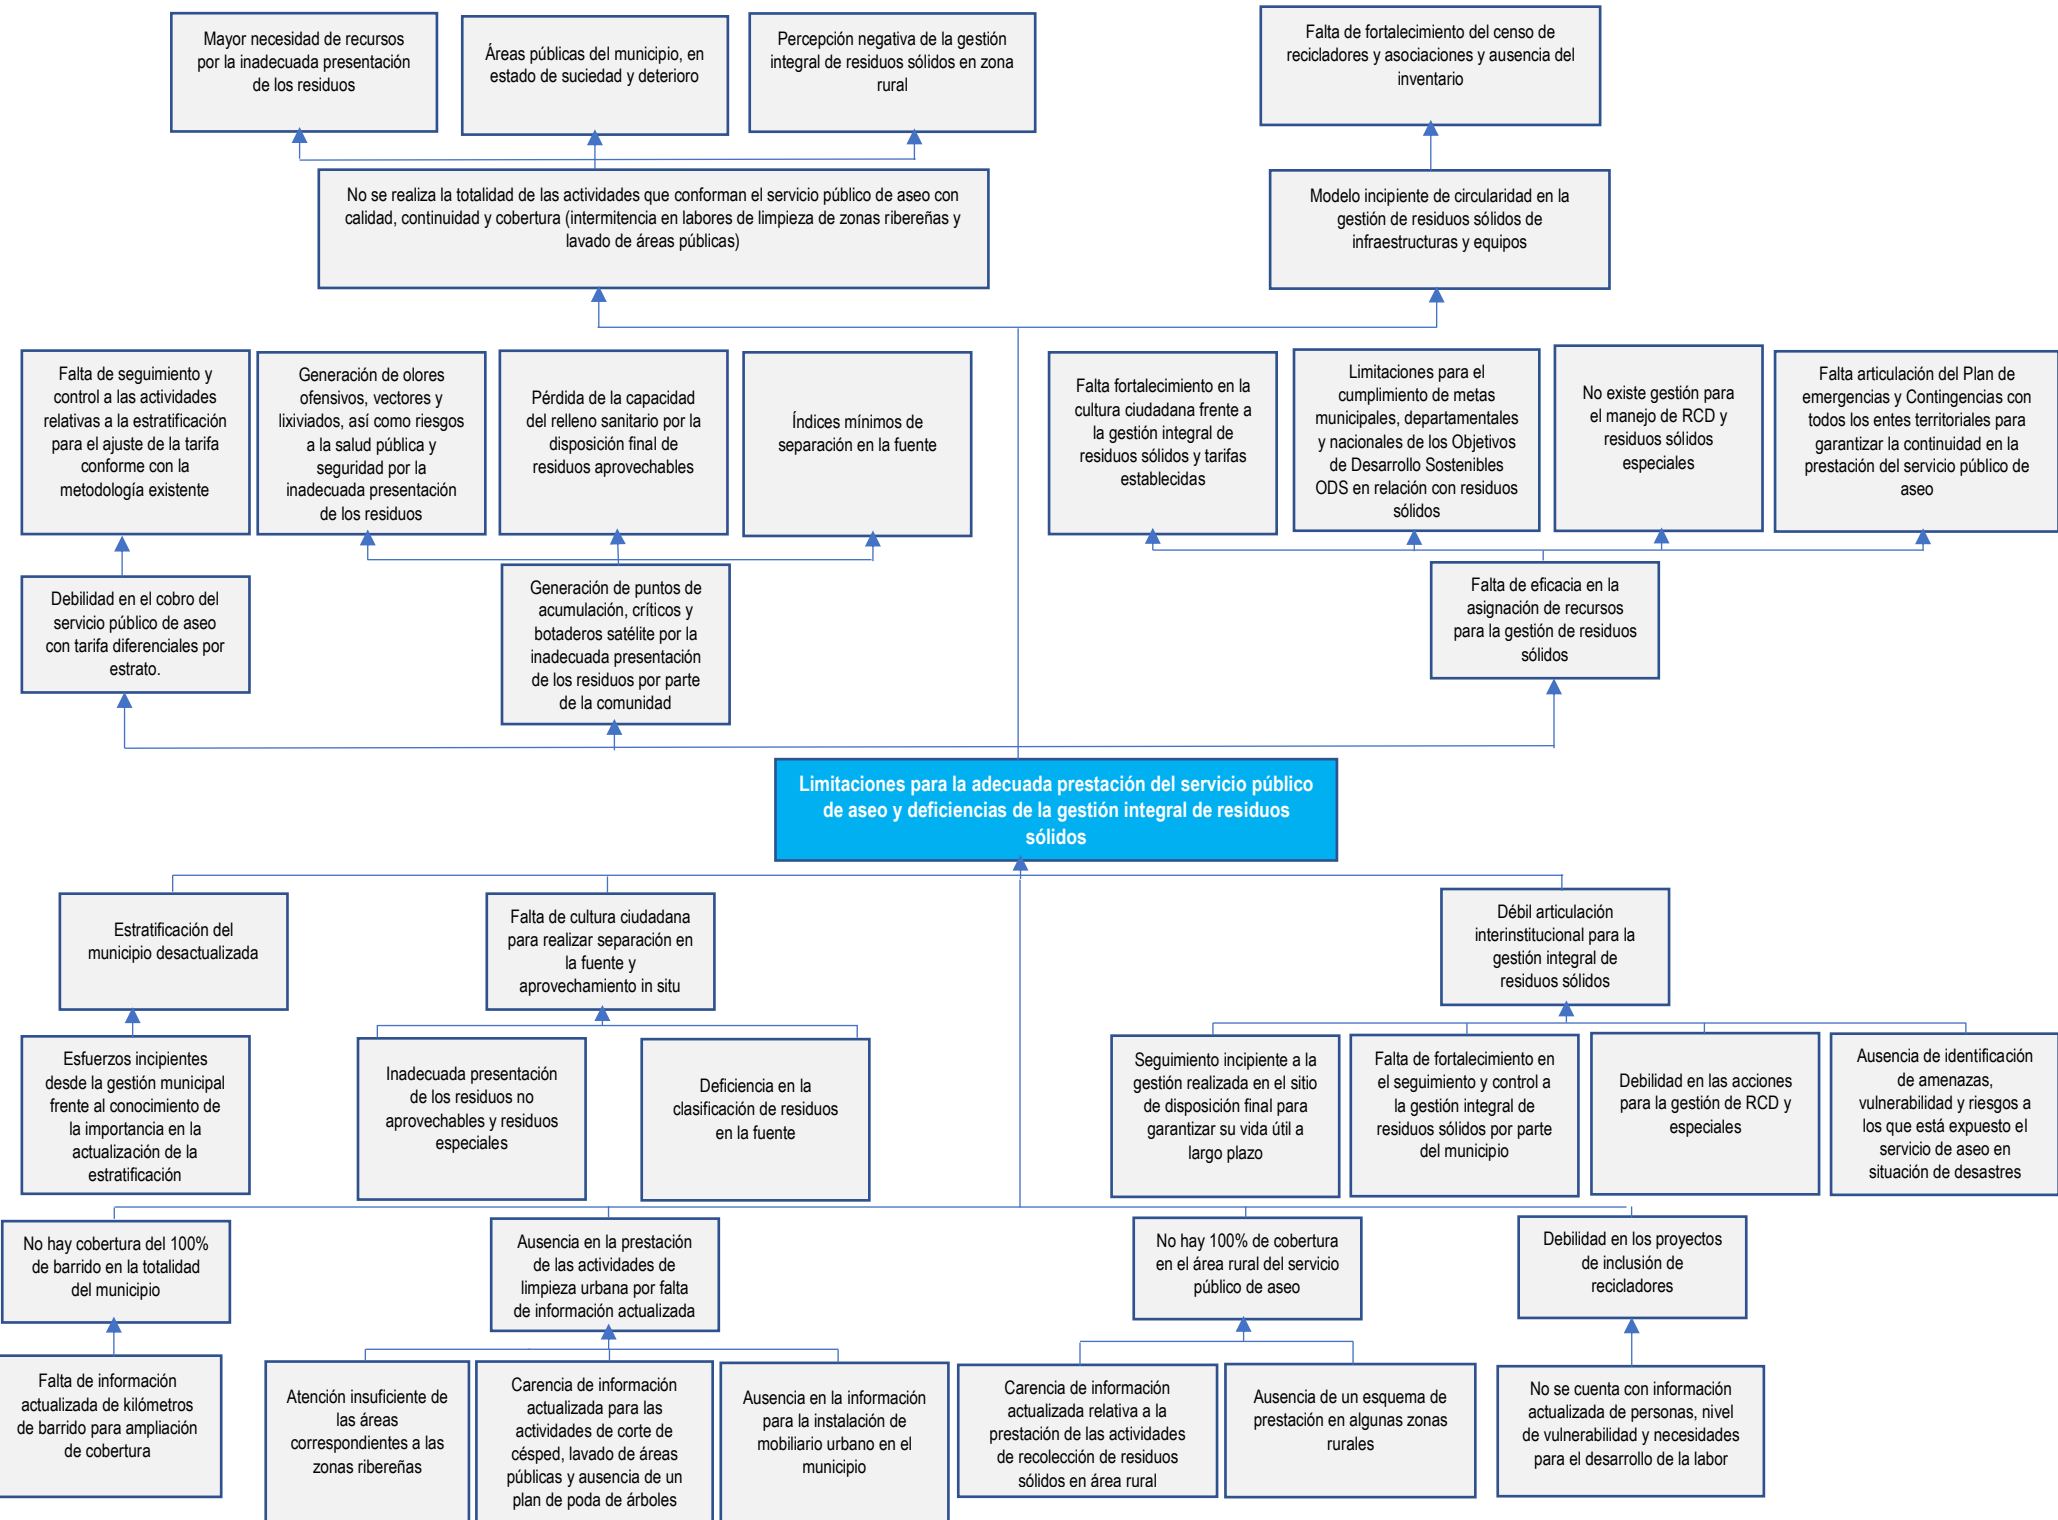 Mayor necesidad de recursos
por la inadecuada presentación
de los residuos
Áreas públicas del municipio, en
estado de suciedad y deterioro
Percepción negativa de la gestión
integral de residuos sólidos en zona
rural
Falta de fortalecimiento del censo de
recicladores y asociaciones y ausencia del
inventario
No se realiza la totalidad de las actividades que conforman el servicio público de aseo con
calidad, continuidad y cobertura (intermitencia en labores de limpieza de zonas ribereñas y
lavado de áreas públicas)
Modelo incipiente de circularidad en la
gestión de residuos sólidos de
infraestructuras y equipos
Falta de seguimiento y
control a las actividades
relativas a la estratificación
para el ajuste de la tarifa
conforme con la
metodología existente
Generación de olores
ofensivos, vectores y
lixiviados, así como riesgos
a la salud pública y
seguridad por la
inadecuada presentación
de los residuos
Pérdida de la capacidad
del relleno sanitario por la
disposición final de
residuos aprovechables
Índices mínimos de
separación en la fuente
Falta fortalecimiento en la
cultura ciudadana frente a
la gestión integral de
residuos sólidos y tarifas
establecidas
Limitaciones para el
cumplimiento de metas
municipales, departamentales
y nacionales de los Objetivos
de Desarrollo Sostenibles
ODS en relación con residuos
sólidos
No existe gestión para
el manejo de RCD y
residuos sólidos
especiales
Falta articulación del Plan de
emergencias y Contingencias con
todos los entes territoriales para
garantizar la continuidad en la
prestación del servicio público de
aseo
Debilidad en el cobro del
servicio público de aseo
con tarifa diferenciales por
estrato.
Generación de puntos de
acumulación, críticos y
botaderos satélite por la
inadecuada presentación
de los residuos por parte
de la comunidad
Falta de eficacia en la
asignación de recursos
para la gestión de residuos
sólidos
Limitaciones para la adecuada prestación del servicio público
de aseo y deficiencias de la gestión integral de residuos
sólidos
Estratificación del
municipio desactualizada
Falta de cultura ciudadana
para realizar separación en
la fuente y
aprovechamiento in situ
Débil articulación
interinstitucional para la
gestión integral de
residuos sólidos
Esfuerzos incipientes
desde la gestión municipal
frente al conocimiento de
la importancia en la
actualización de la
estratificación
Inadecuada presentación
de los residuos no
aprovechables y residuos
especiales
Deficiencia en la
clasificación de residuos
en la fuente
Seguimiento incipiente a la
gestión realizada en el sitio
de disposición final para
garantizar su vida útil a
largo plazo
Falta de fortalecimiento en
el seguimiento y control a
la gestión integral de
residuos sólidos por parte
del municipio
Debilidad en las acciones
para la gestión de RCD y
especiales
Ausencia de identificación
de amenazas,
vulnerabilidad y riesgos a
los que está expuesto el
servicio de aseo en
situación de desastres
No hay cobertura del 100%
de barrido en la totalidad
del municipio
Ausencia en la prestación
de las actividades de
limpieza urbana por falta
de información actualizada
No hay 100% de cobertura
en el área rural del servicio
público de aseo
Debilidad en los proyectos
de inclusión de
recicladores
Falta de información
actualizada de kilómetros
de barrido para ampliación
de cobertura
Atención insuficiente de
las áreas
correspondientes a las
zonas ribereñas
Carencia de información
actualizada para las
actividades de corte de
césped, lavado de áreas
públicas y ausencia de un
plan de poda de árboles
Ausencia en la información
para la instalación de
mobiliario urbano en el
municipio
Carencia de información
actualizada relativa a la
prestación de las actividades
de recolección de residuos
sólidos en área rural
Ausencia de un esquema de
prestación en algunas zonas
rurales
No se cuenta con información
actualizada de personas, nivel
de vulnerabilidad y necesidades
para el desarrollo de la labor